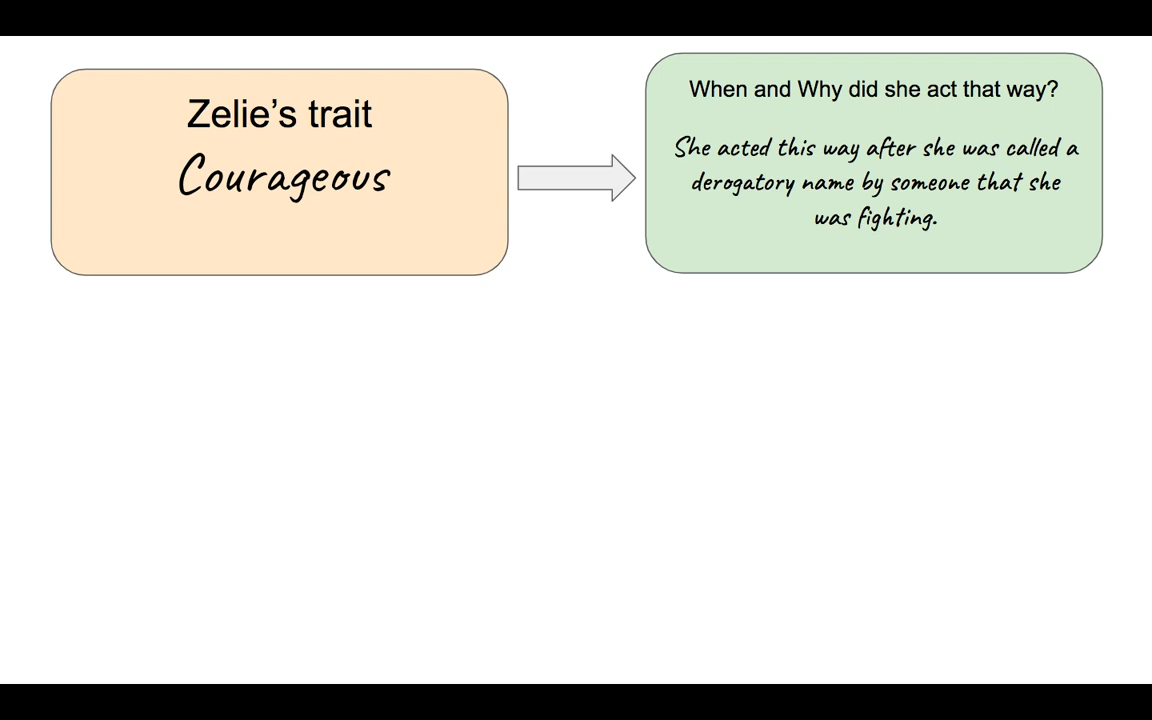 Zelie’s trait
Courageous
When and Why did she act that way?
She acted this way after she was called a
derogatory name by someone that she
was fighting.